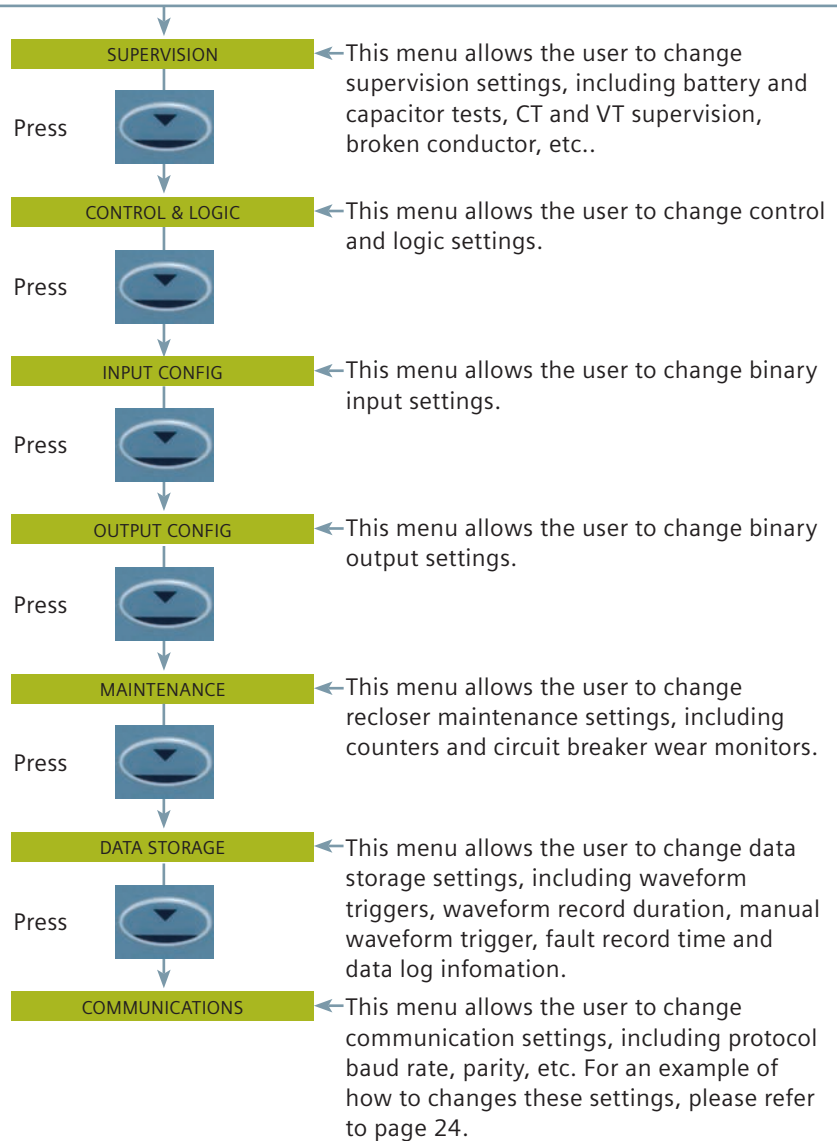 SUPERVISION
This menu allows the user to change
supervision settings, including battery and
capacitor tests, CT and VT supervision,
broken conductor, etc..
Press
CONTROL & LOGIC
This menu allows the user to change control
and logic settings.
Press
INPUT CONFIG
This menu allows the user to change binary
input settings.
Press
OUTPUT CONFIG
This menu allows the user to change binary
output settings.
Press
MAINTENANCE
This menu allows the user to change
recloser maintenance settings, including
counters and circuit breaker wear monitors.
Press
DATA STORAGE
This menu allows the user to change data
storage settings, including waveform
triggers, waveform record duration, manual
waveform trigger, fault record time and
data log infomation.
Press
COMMUNICATIONS
This menu allows the user to change
communication settings, including protocol
baud rate, parity, etc. For an example of
how to changes these settings, please refer
to page 24.